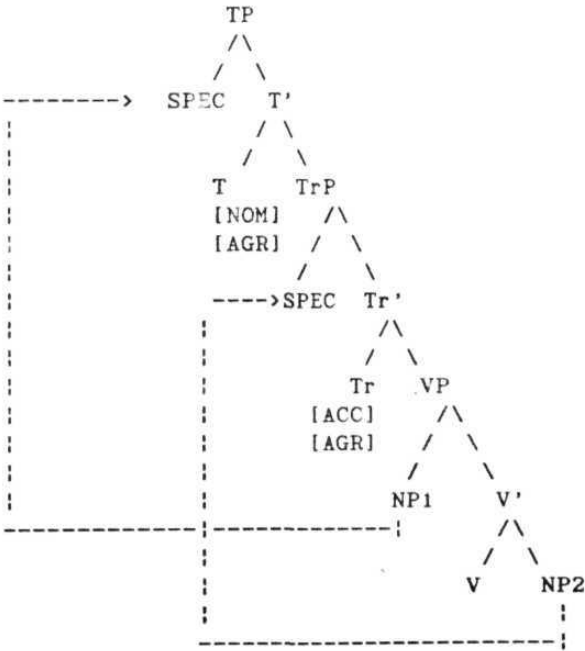 TP
SPEC T'
T TrP
[NOM]
[AGR]
SPEC Tr'
Tr VP
[ACC]
[AGR]
NP1 V'
V NP2